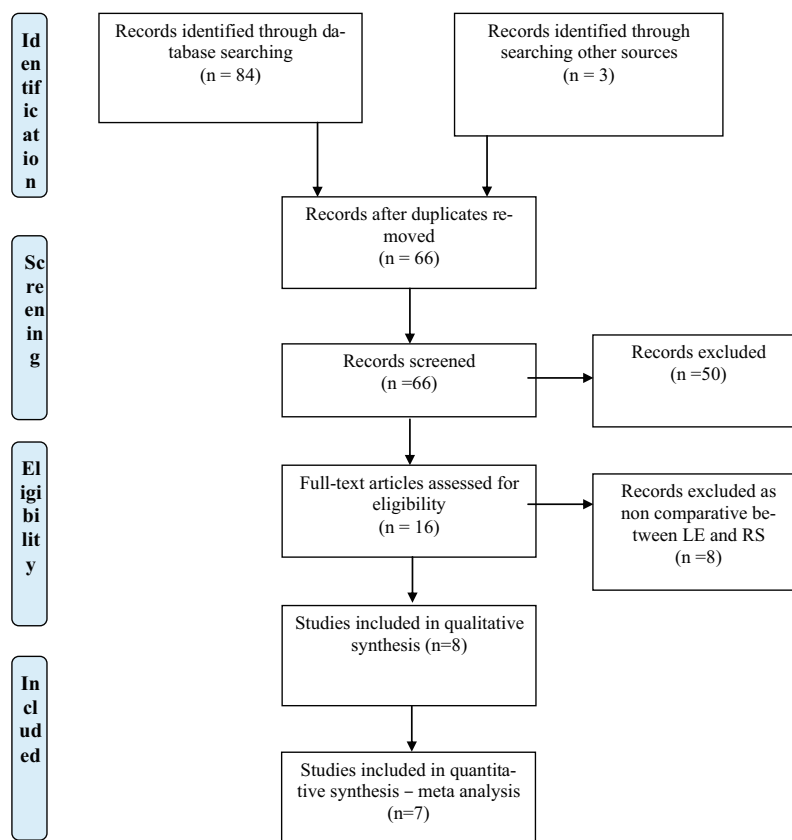 Id
en
tif
ic
at
io
n
Records identified through da-
tabase searching
(n = 84)
Records identified through
searching other sources
(n = 3)
Records after duplicates re-
moved
(n = 66)
Sc
re
en
in
g
Records screened
(n =66)
Records excluded
(n =50)
El
igi
bi
lit
y
Full-text articles assessed for
eligibility
(n = 16)
Records excluded as
non comparative be-
tween LE and RS
(n =8)
Studies included in qualitative
synthesis (n=8)
In
cl
ud
ed
Studies included in quantita-
tive synthesis – meta analysis
(n=7)